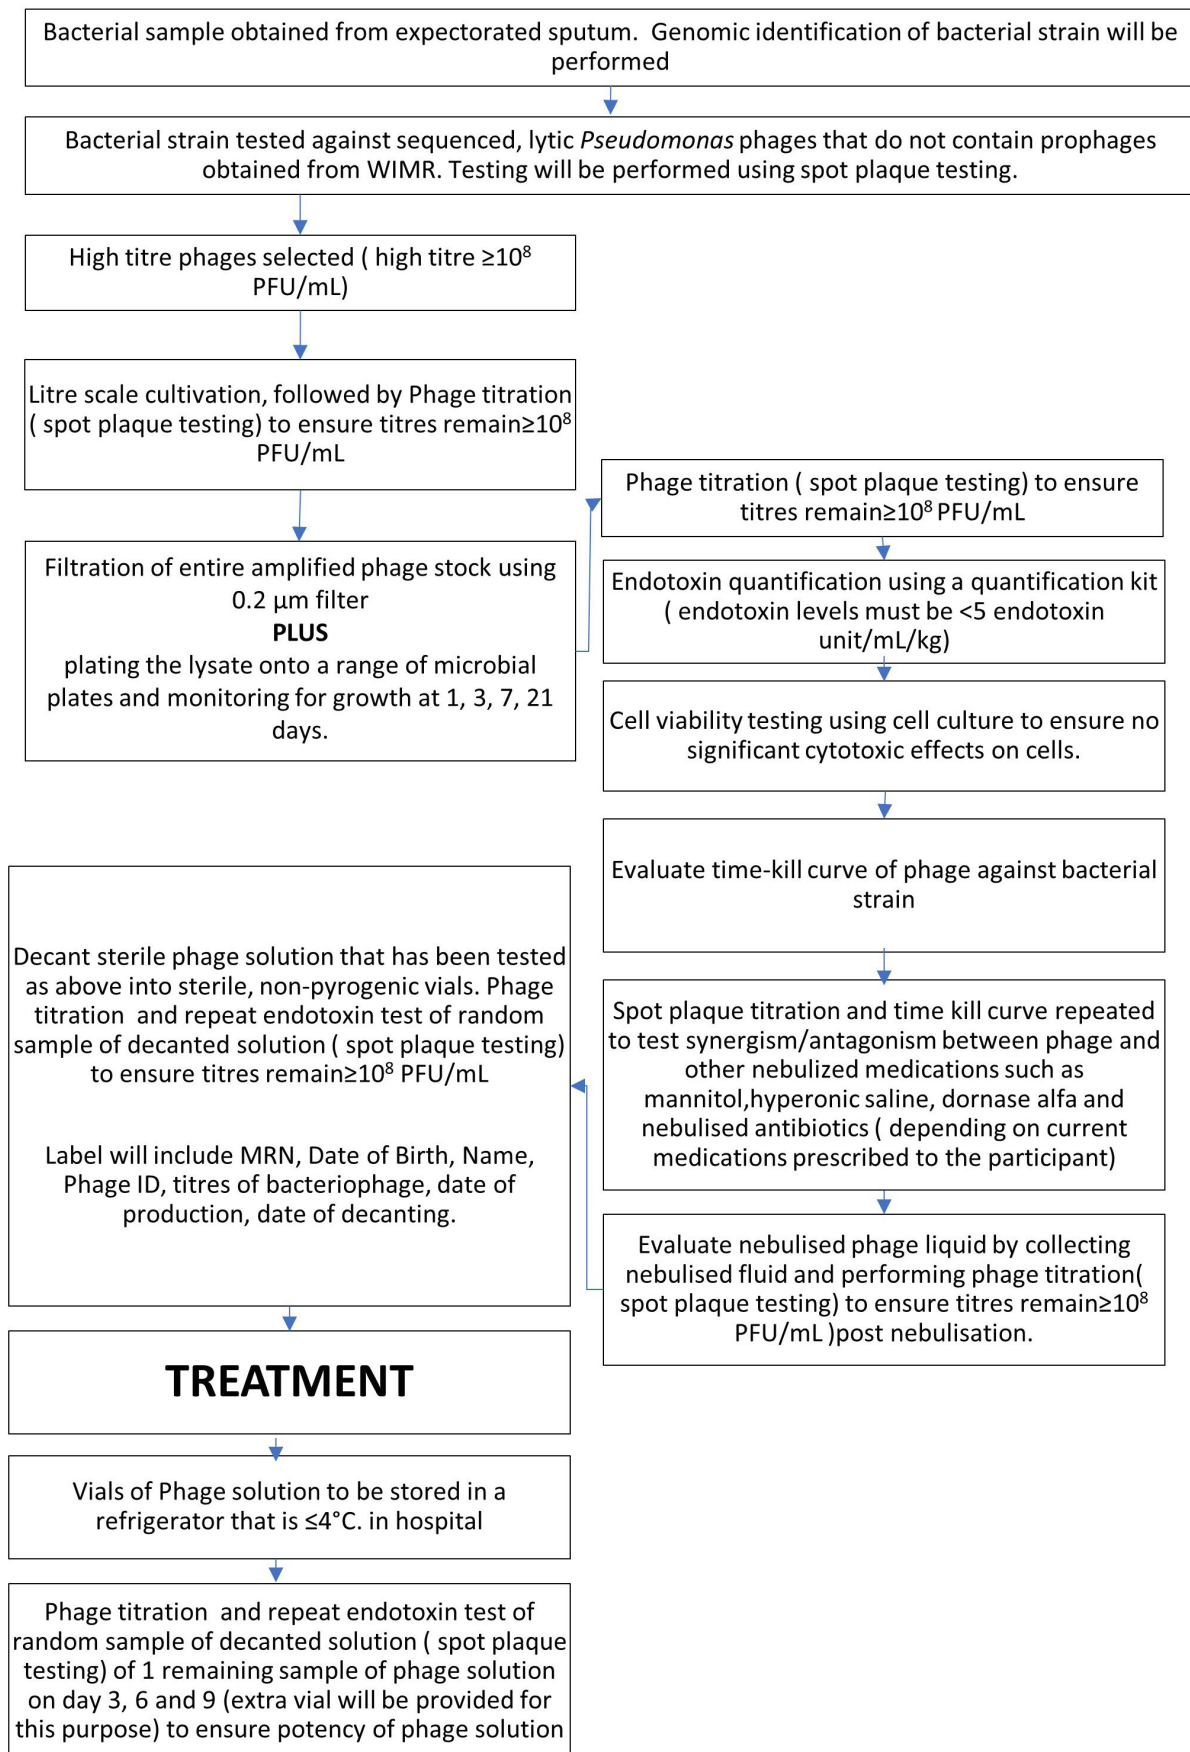 Bacterial sample obtained from expectorated sputum.  Genomic identification of bacterial strain will be
performed
Bacterial strain tested against sequenced, lytic Pseudomonas phages that do not contain prophages
obtained from WIMR. Testing will be performed using spot plaque testing.
High titre phages selected ( high titre ≥10⁸
PFU/mL)
Litre scale cultivation, followed by Phage titration
( spot plaque testing) to ensure titres remain≥10⁸
PFU/mL
Filtration of entire amplified phage stock using
0.2 µm filter
PLUS
plating the lysate onto a range of microbial
plates and monitoring for growth at 1, 3, 7, 21
days.
Phage titration ( spot plaque testing) to ensure
titres remain≥10⁸ PFU/mL
Endotoxin quantification using a quantification kit
( endotoxin levels must be <5 endotoxin
unit/mL/kg)
Cell viability testing using cell culture to ensure no
significant cytotoxic effects on cells.
Evaluate time-kill curve of phage against bacterial
strain
Spot plaque titration and time kill curve repeated
to test synergism/antagonism between phage and
other nebulized medications such as
mannitol,hyperonic saline, dornase alfa and
nebulised antibiotics ( depending on current
medications prescribed to the participant)
Evaluate nebulised phage liquid by collecting
nebulised fluid and performing phage titration(
spot plaque testing) to ensure titres remain≥10⁸
PFU/mL )post nebulisation.
Decant sterile phage solution that has been tested
as above into sterile, non-pyrogenic vials. Phage
titration  and repeat endotoxin test of random
sample of decanted solution ( spot plaque testing)
to ensure titres remain≥10⁸ PFU/mL
Label will include MRN, Date of Birth, Name,
Phage ID, titres of bacteriophage, date of
production, date of decanting.
TREATMENT
Vials of Phage solution to be stored in a
refrigerator that is ≤4°C. in hospital
Phage titration  and repeat endotoxin test of
random sample of decanted solution ( spot plaque
testing) of 1 remaining sample of phage solution
on day 3, 6 and 9 (extra vial will be provided for
this purpose) to ensure potency of phage solution